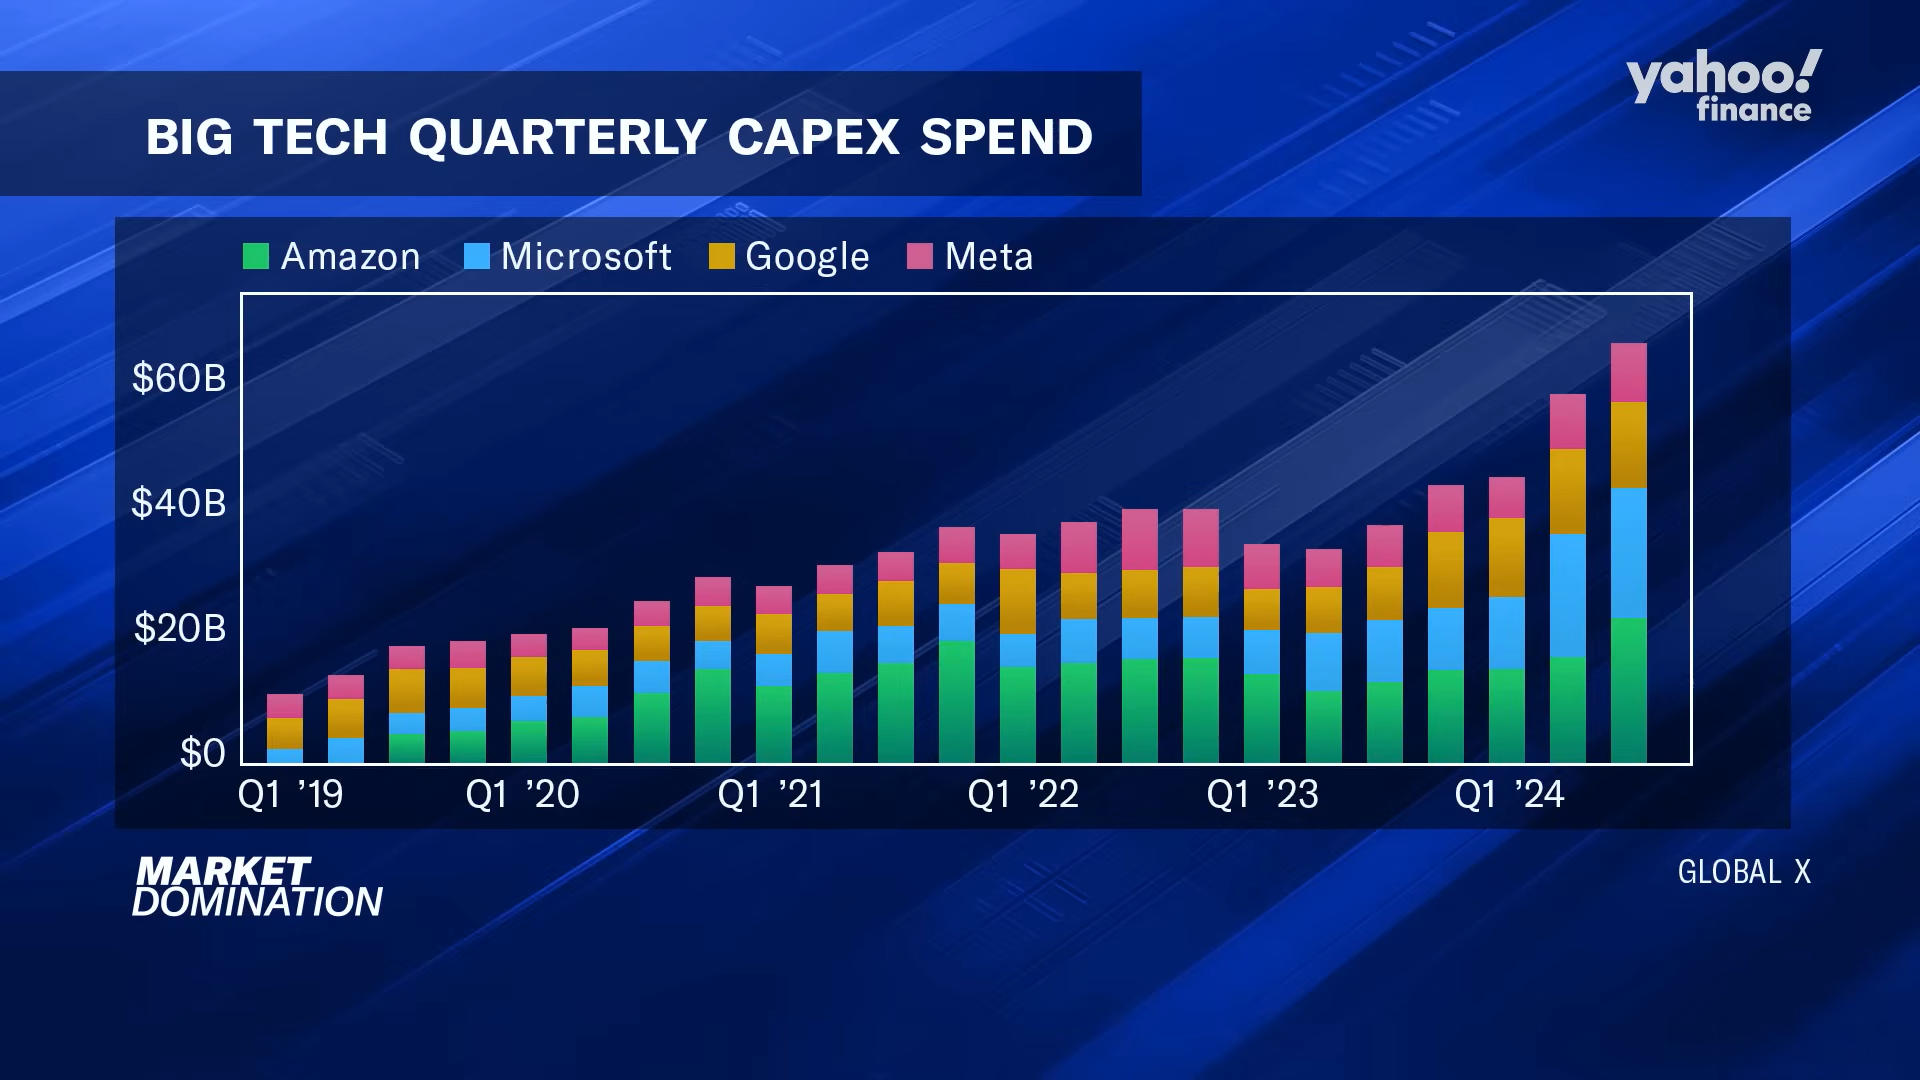 yahoo!
finance
BIG TECH QUARTERLY CAPEX SPEND
Amazon Microsoft Google Meta
$60B
$40B
$20B
$0
Q1 ’19 Q1 ’20 Q1 ’21 Q1 ’22 Q1 ’23 Q1 ’24
MARKET
DOMINATION
GLOBAL X